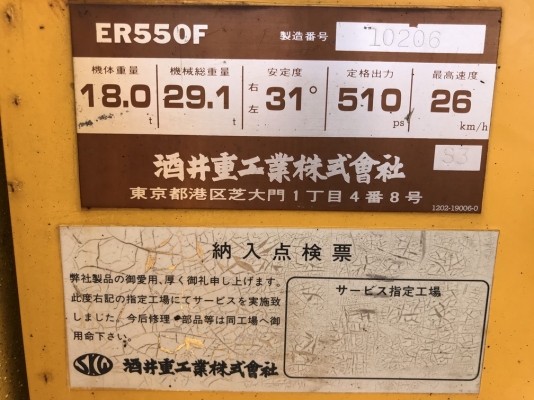 ER550F 製造番号 10206
機体重量 機械総重量 安定度 定格出力 最高速度
18.0t 29.1t 右左31° 510ps 26km/h
酒井重工業株式會社 S3
東京都港区芝大門1丁目4番8号
1202-19006-0
納入点検票
弊社製品の御愛用、厚く御礼申し上げます。
此度右記の指定工場にてサービスを実施致
しました。今后修理・部品等は同工場へ御
用命下さい。
サービス指定工場
SKW 酒井重工業株式會社